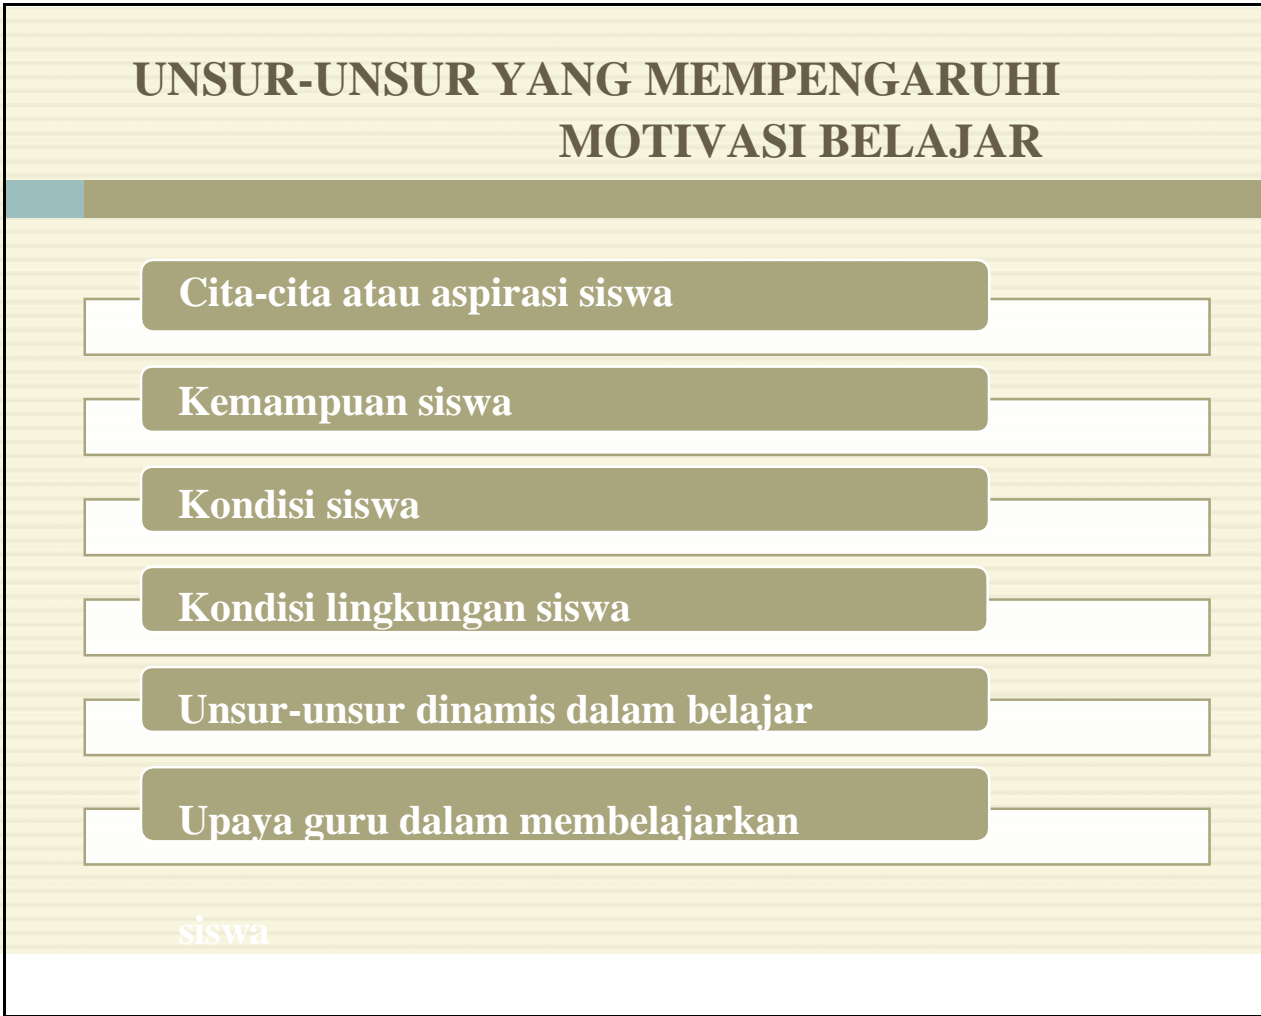 UNSUR-UNSUR YANG MEMPENGARUHI
MOTIVASI BELAJAR
Cita-cita atau aspirasi siswa
Kemampuan siswa
Kondisi siswa
Kondisi lingkungan siswa
Unsur-unsur dinamis dalam belajar
Upaya guru dalam membelajarkan
siswa